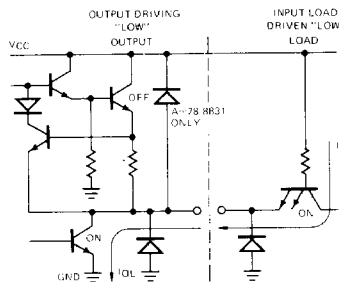 OUTPUT DRIVING
"LOW"
OUTPUT
INPUT LOAD
DRIVEN "LOW
LOAD
VCC
OFF
A-78 8831
ONLY
ON
ON
GND
IOL
I